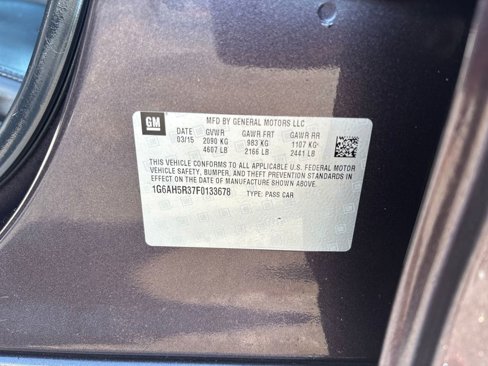 GM
MFD BY GENERAL MOTORS LLC
DATE GVWR GAWR FRT GAWR RR
03/15 2090 KG 983 KG 1107 KG
4607 LB 2166 LB 2441 LB
THIS VEHICLE CONFORMS TO ALL APPLICABLE U.S. FEDERAL MOTOR
VEHICLE SAFETY, BUMPER, AND THEFT PREVENTION STANDARDS IN
EFFECT ON THE DATE OF MANUFACTURE SHOWN ABOVE.
1G6AH5R37F0133678 TYPE: PASS CAR